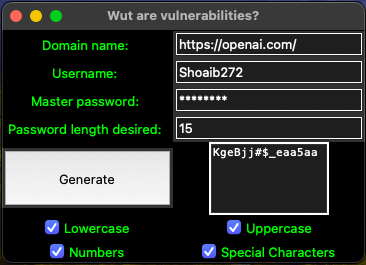 Wut are vulnerabilities?
Domain name: https://openai.com/
Username: Shoaib272
Master password: ********
Password length desired: 15
Generate KgeBjj#$_eaa5aa
Lowercase Uppercase
Numbers Special Characters